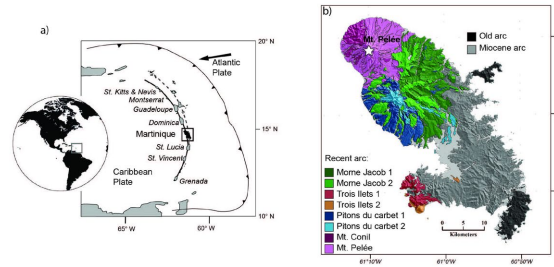 a)
20° N
Atlantic
Plate
St. Kitts & Nevis
Montserrat
Guadeloupe
Dominica
Martinique
15° N
St. Lucia
St. Vincent
Caribbean
Plate
Grenada
10° N
65° W
60° W
b)
Mt. Pelée
Old arc
Miocene arc
Recent arc:
Morne Jacob 1
Morne Jacob 2
Trois Ilets 1
Trois Ilets 2
Pitons du carbet 1
Pitons du carbet 2
Mt. Conil
Mt. Pelée
0 5 10
Kilometers
61°10'W
61°0'W